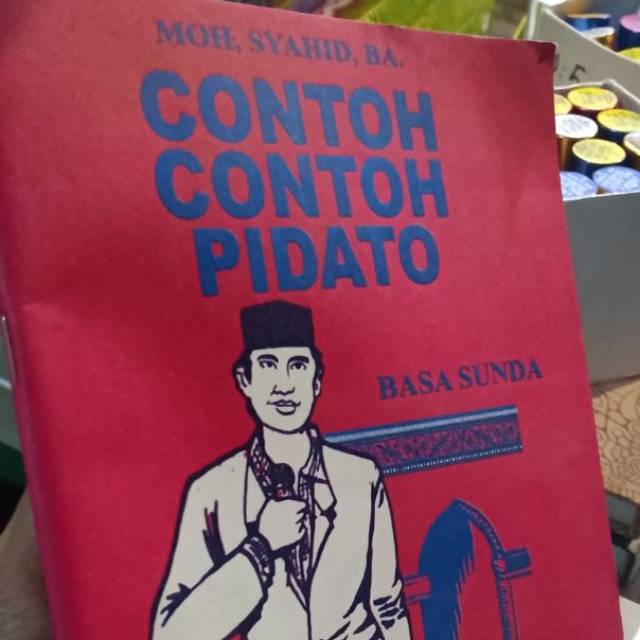 MOH, SYAHID, BA.
CONTOH
CONTOH
PIDATO
BASA SUNDA